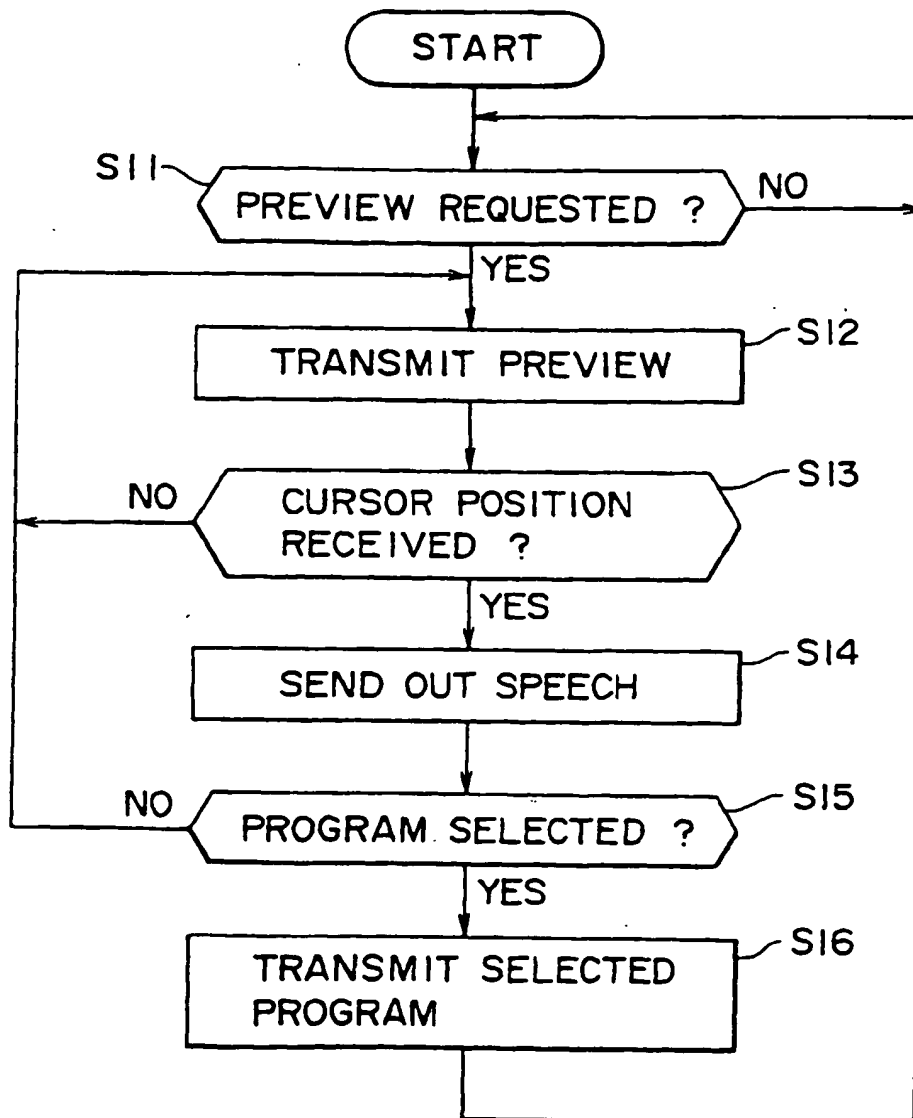 START
S11
PREVIEW REQUESTED ?
NO
YES
S12
TRANSMIT PREVIEW
S13
NO
CURSOR POSITION
RECEIVED ?
YES
S14
SEND OUT SPEECH
S15
NO
PROGRAM SELECTED ?
YES
S16
TRANSMIT SELECTED
PROGRAM